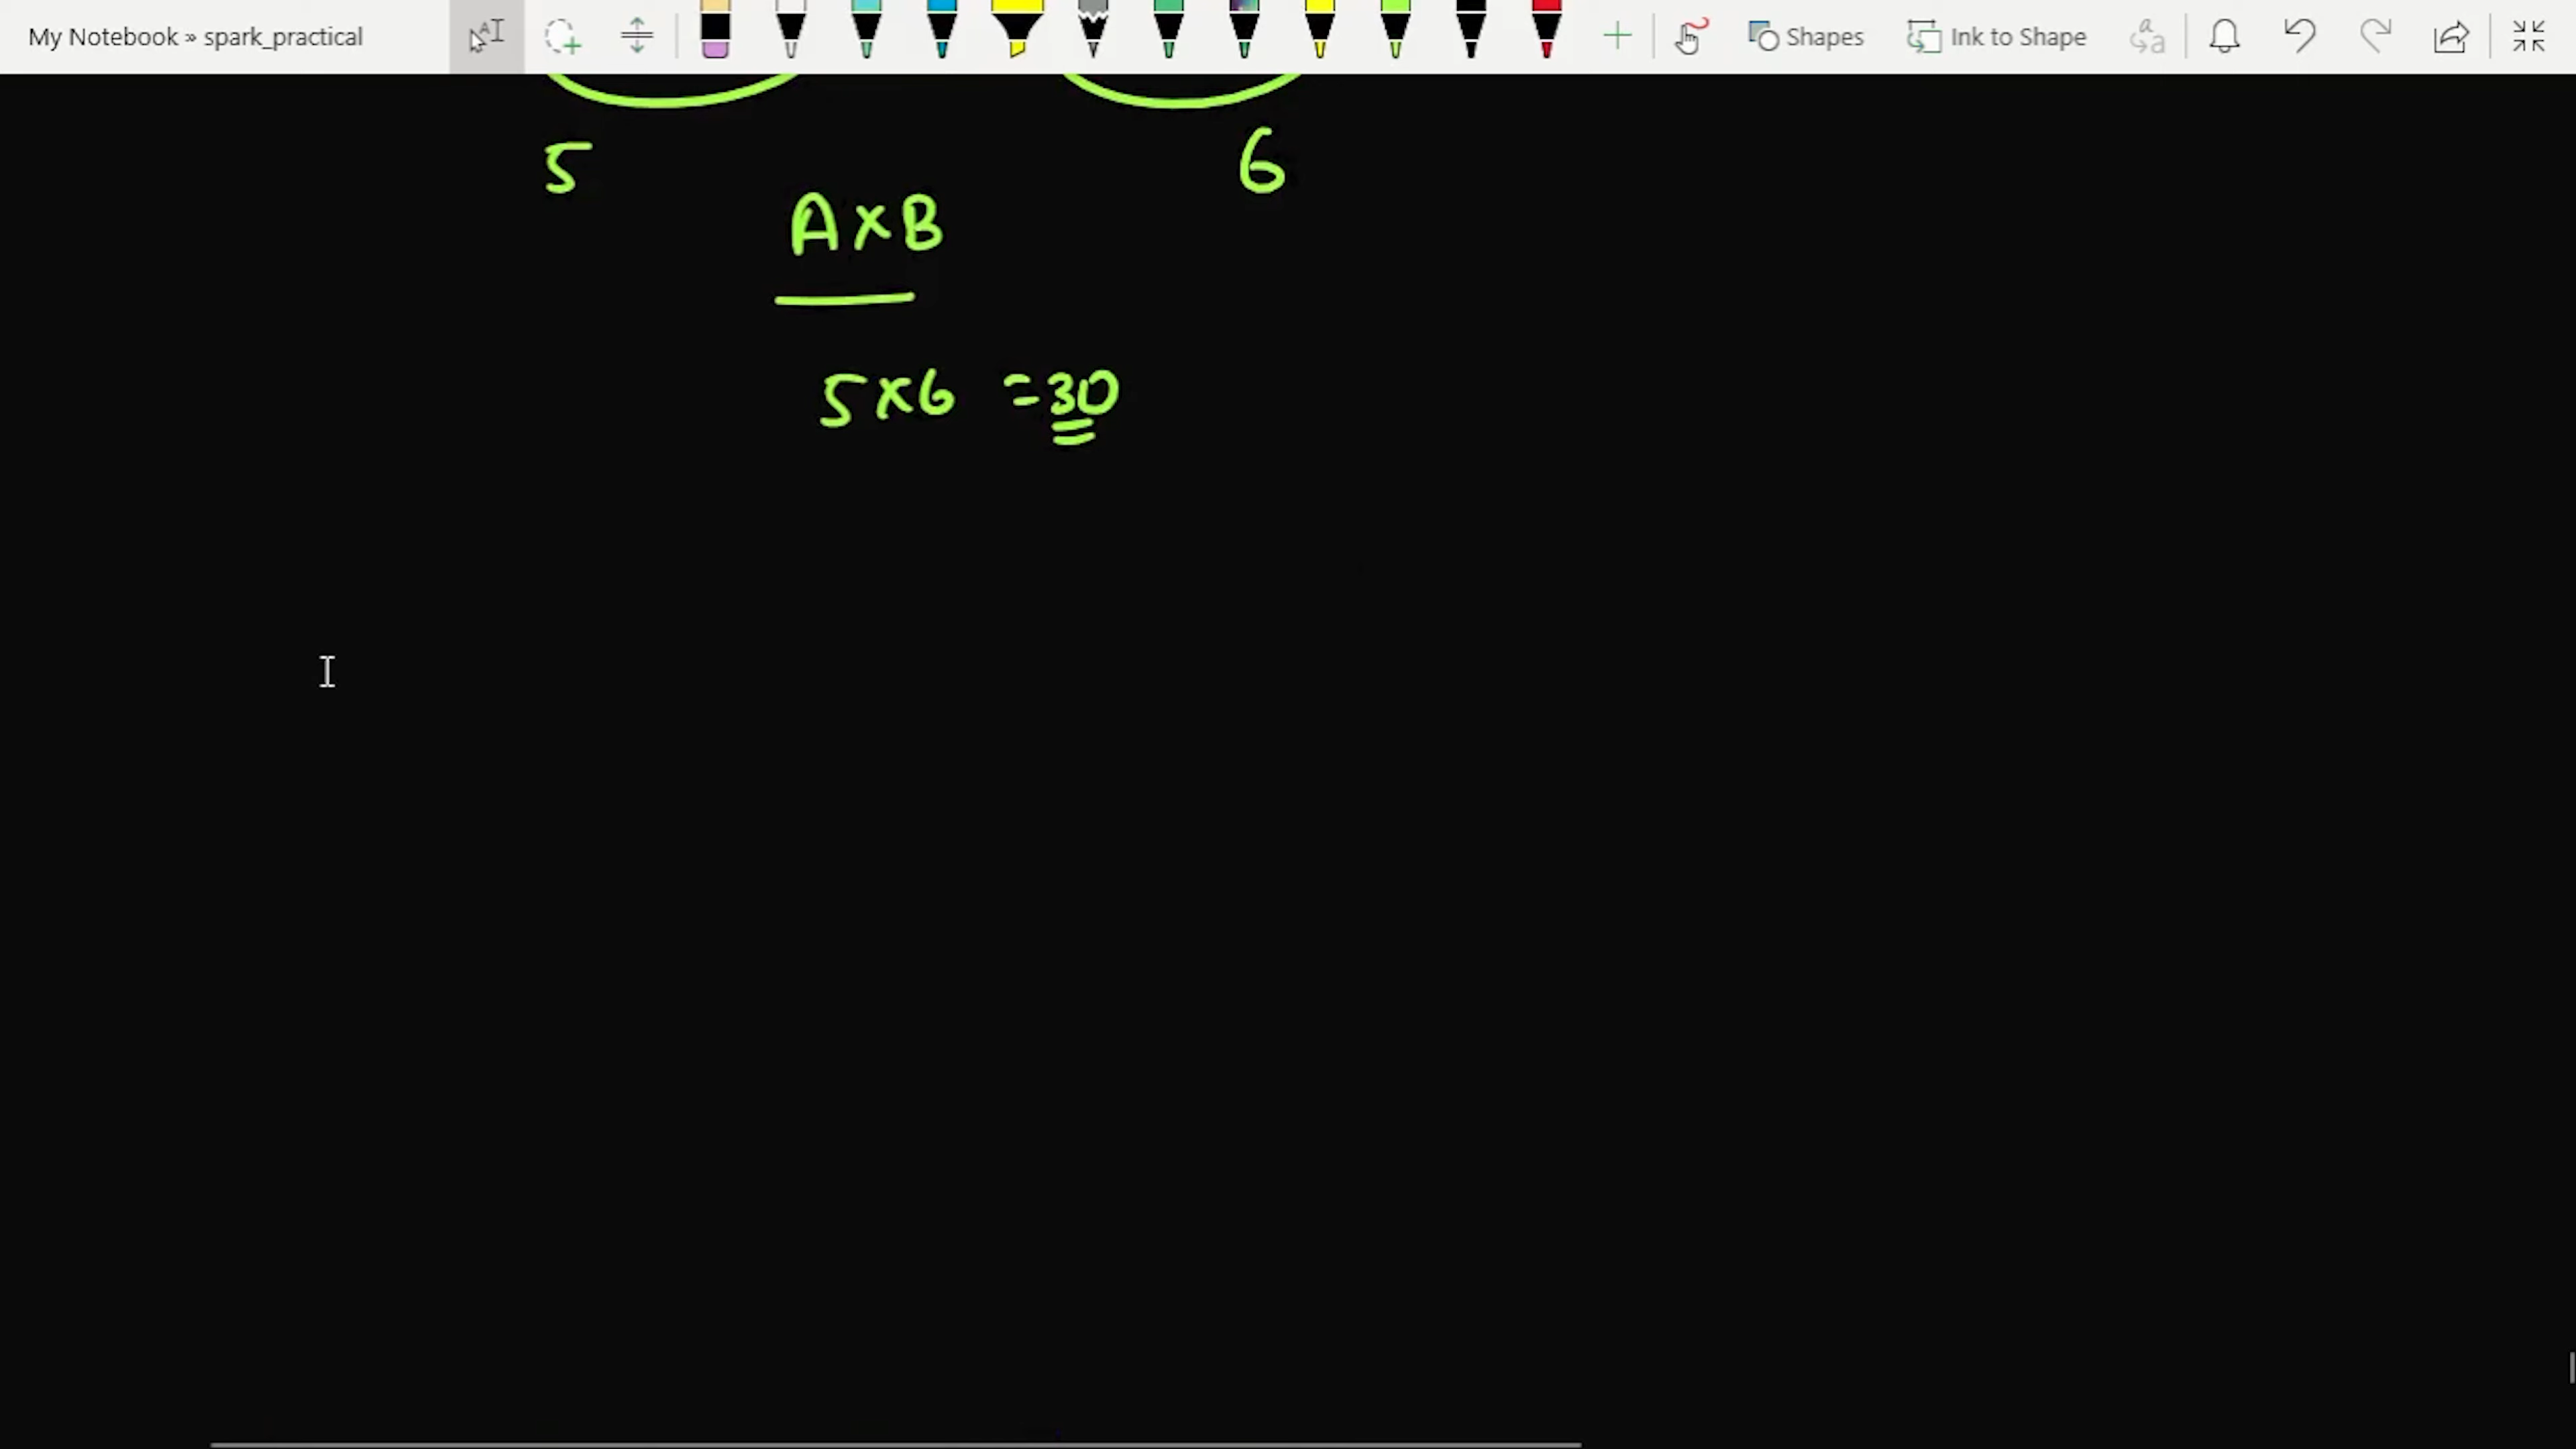 My Notebook » spark_practical
Shapes
Ink to Shape
5
6
A×B
5×6 =30